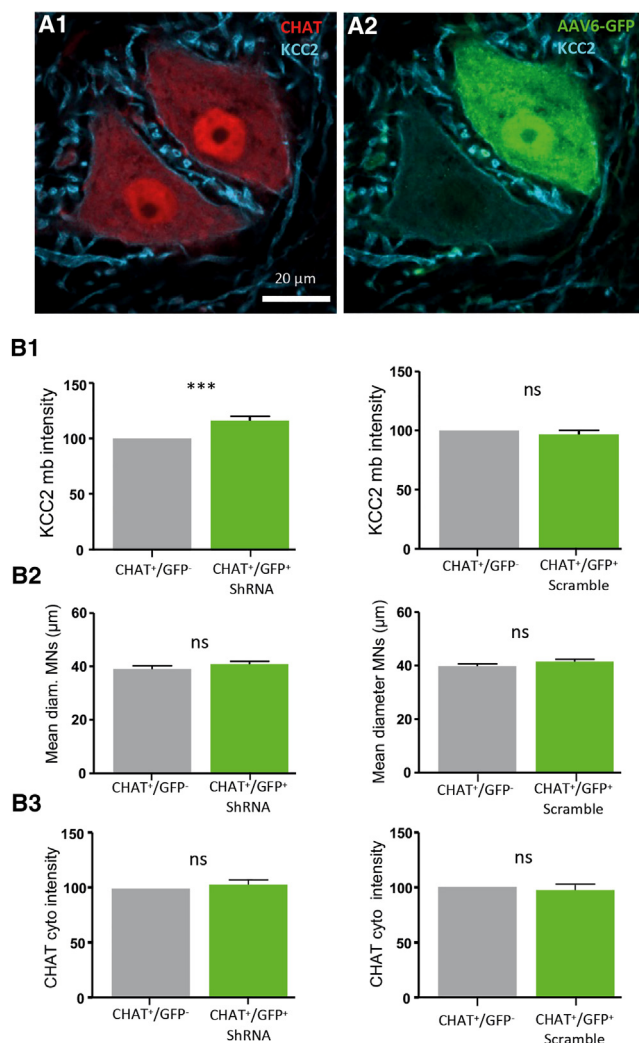 A1
CHAT
KCC2
20 µm
A2
AAV6-GFP
KCC2
B1
KCC2 mb intensity
150
100
50
0
***
CHAT⁺/GFP⁻
CHAT⁺/GFP⁺
ShRNA
KCC2 mb intensity
150
100
50
0
ns
CHAT⁺/GFP⁻
CHAT⁺/GFP⁺
Scramble
B2
Mean diam. MNs (µm)
60
40
20
0
ns
CHAT⁺/GFP⁻
CHAT⁺/GFP⁺
ShRNA
Mean diameter MNs (µm)
60
40
20
0
ns
CHAT⁺/GFP⁻
CHAT⁺/GFP⁺
Scramble
B3
CHAT cyto intensity
150
100
50
0
ns
CHAT⁺/GFP⁻
CHAT⁺/GFP⁺
ShRNA
CHAT cyto intensity
150
100
50
0
ns
CHAT⁺/GFP⁻
CHAT⁺/GFP⁺
Scramble